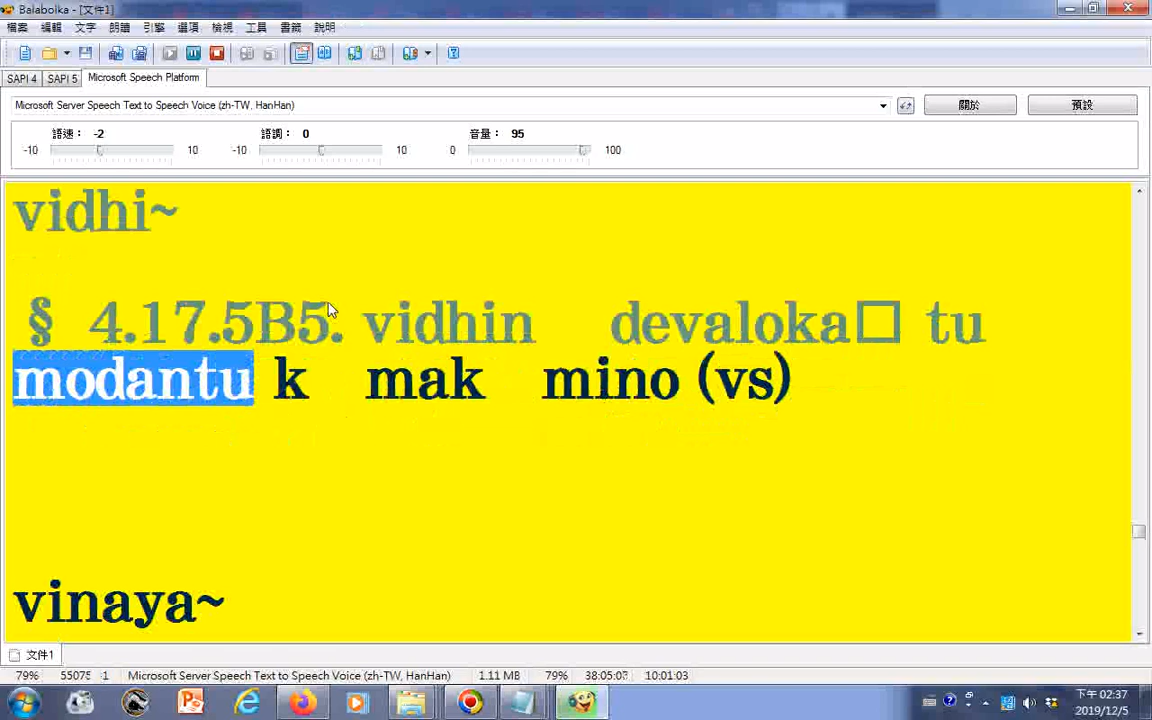 Balabolka - [文件1]
檔案 編輯 文字 朗讀 引擎 選項 檢視 工具 書籤 說明
SAPI 4 SAPI 5 Microsoft Speech Platform
Microsoft Server Speech Text to Speech Voice (zh-TW, HanHan) 關於 預設
語速： -2 語調： 0 音量： 95
-10 10 -10 10 0 100
vidhi~
§ 4.17.5B5. vidhin devaloka□ tu
modantu k mak mino (vs)
vinaya~
文件1
79% Microsoft Server Speech Text to Speech Voice (zh-TW, HanHan) 1.11 MB 79% 10:01:03
下午 02:37
2019/12/5